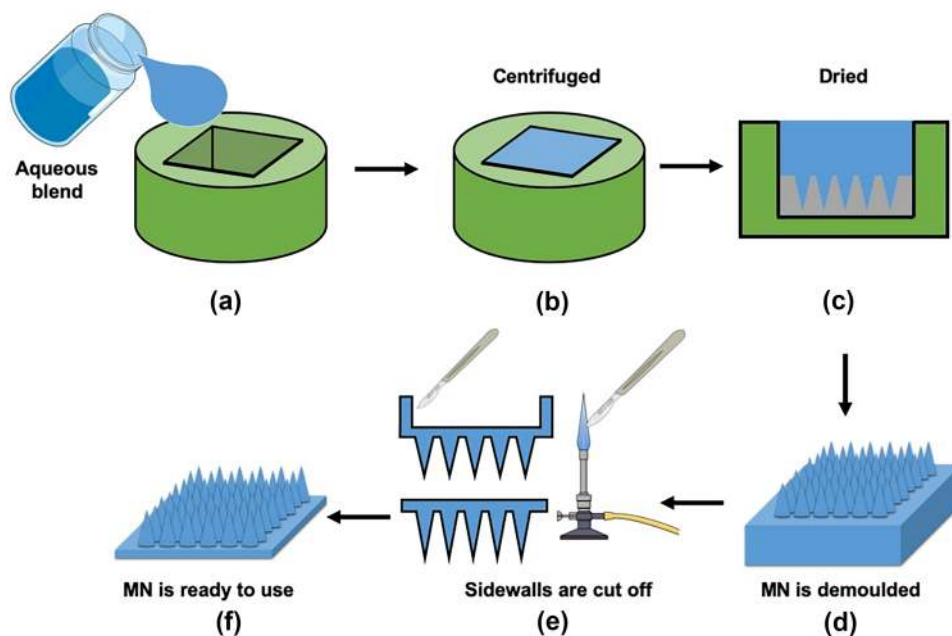 Aqueous
blend
(a)
Centrifuged
(b)
Dried
(c)
MN is demoulded
(d)
Sidewalls are cut off
(e)
MN is ready to use
(f)